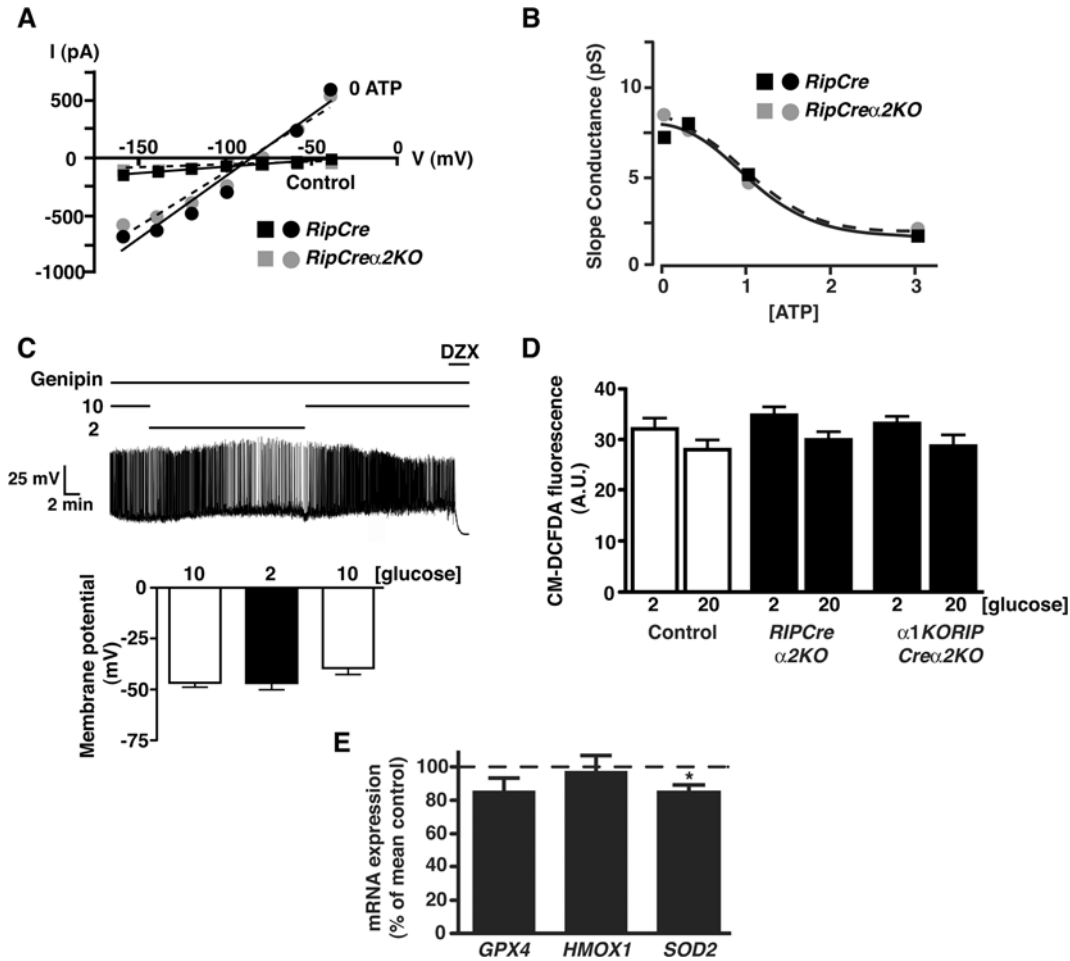 A
I (pA)
500
0
-500
-1000
-150
-100
-50
0
V (mV)
0 ATP
Control
RipCre
RipCreα2KO
B
Slope Conductance (pS)
10
5
0
0
1
2
3
[ATP]
RipCre
RipCreα2KO
C
DZX
Genipin
10
2
25 mV
2 min
10
2
10
[glucose]
Membrane potential
(mV)
0
-25
-50
-75
D
CM-DCFDA fluorescence
(A.U.)
40
30
20
10
0
2
20
2
20
2
20
[glucose]
Control
RIPCre
α2KO
α1KORIP
Creα2KO
E
mRNA expression
(% of mean control)
100
80
60
40
20
0
*
GPX4
HMOX1
SOD2